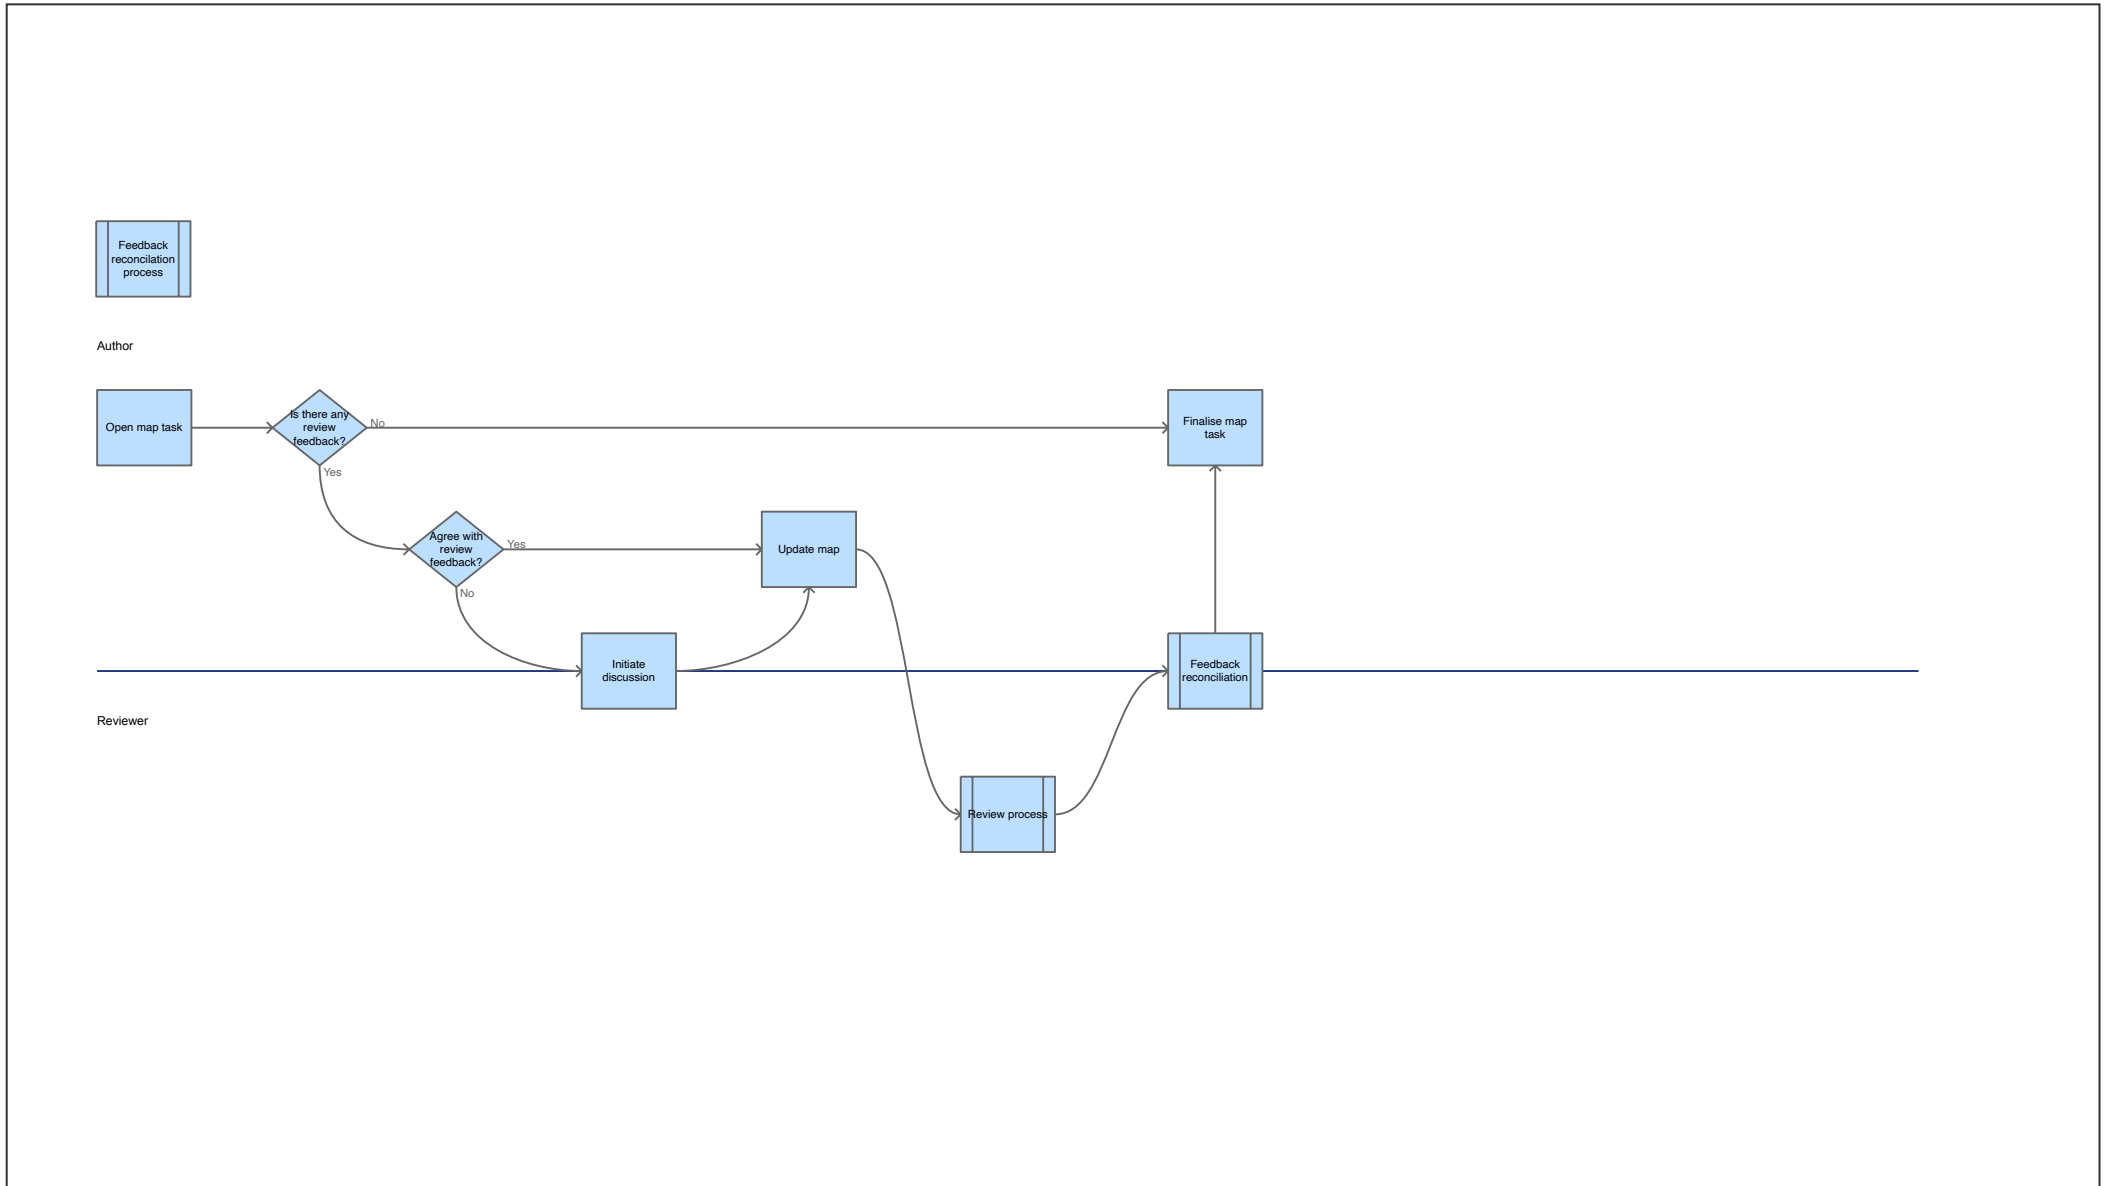 Feedback
reconcilation
process
Author
Open map task
Is there any
review
feedback?
No
Finalise map
task
Yes
Agree with
review
feedback?
Yes
Update map
No
Initiate
discussion
Feedback
reconciliation
Reviewer
Review process